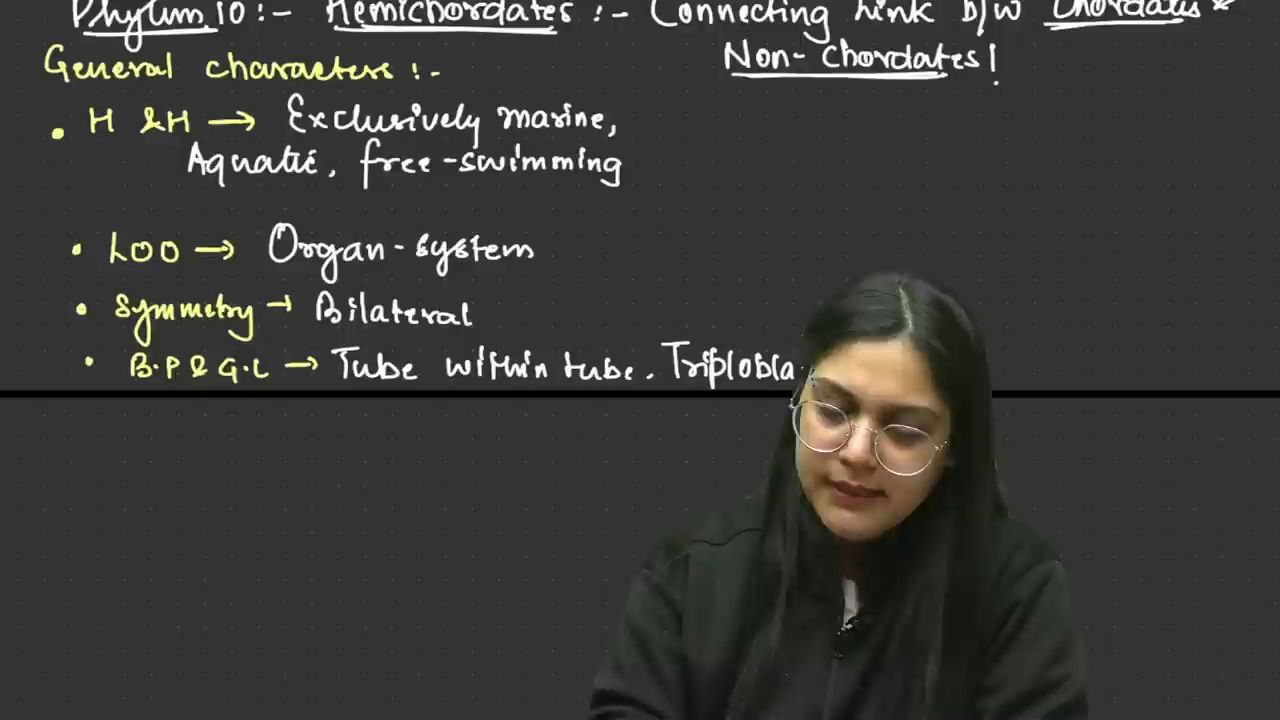 Phylum 10 :- Hemichordates :- Connecting Link b/w Chordates &
Non-Chordates!
General characters :-
• H & H → Exclusively marine,
Aquatic, free-swimming
• LOO → Organ-system
• Symmetry → Bilateral
• B.P & G.L → Tube within tube. Triplobla